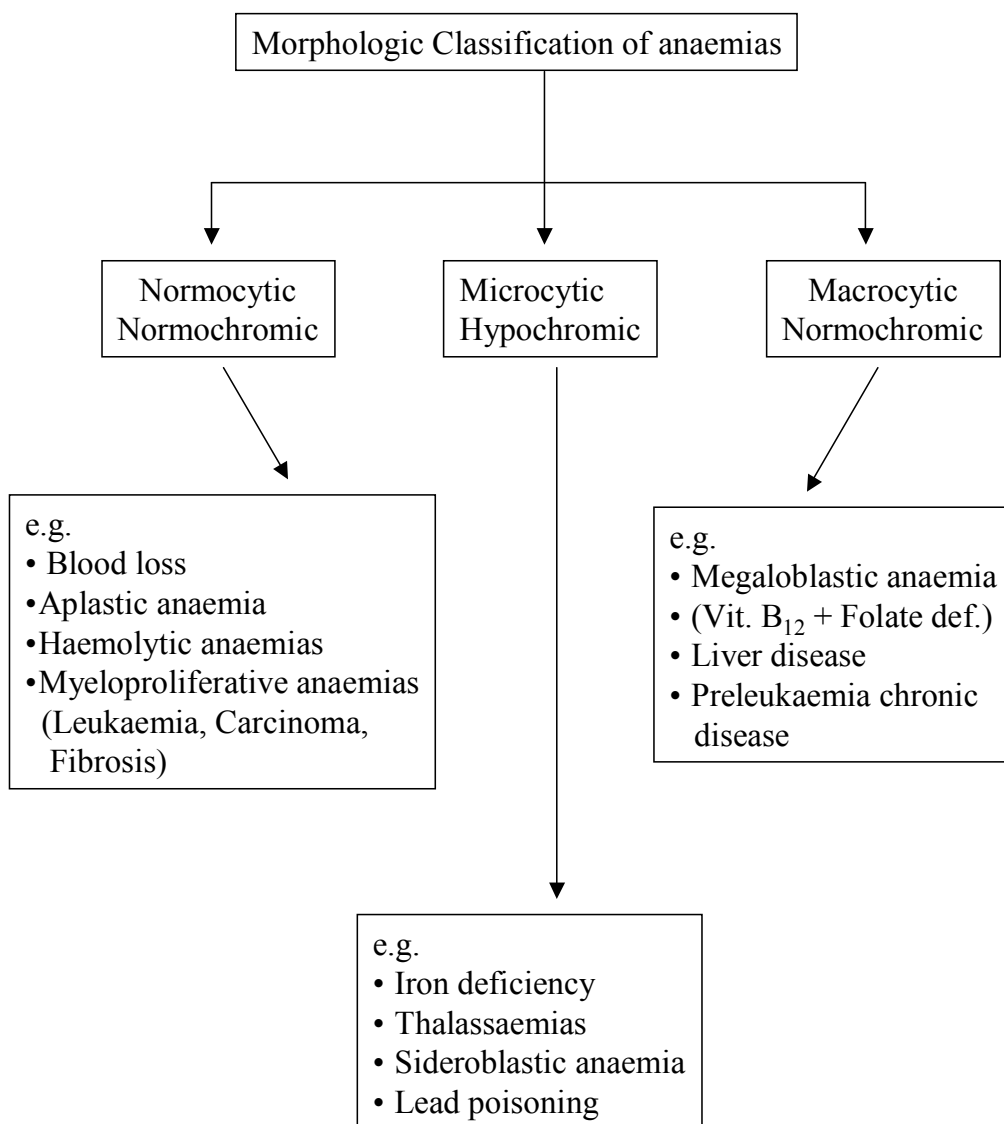 Morphologic Classification of anaemias
Normocytic
Normochromic
Microcytic
Hypochromic
Macrocytic
Normochromic
e.g.
• Blood loss
•Aplastic anaemia
•Haemolytic anaemias
•Myeloproliferative anaemias
(Leukaemia, Carcinoma,
Fibrosis)
e.g.
• Megaloblastic anaemia
• (Vit. B₁₂ + Folate def.)
• Liver disease
• Preleukaemia chronic
disease
e.g.
• Iron deficiency
• Thalassaemias
• Sideroblastic anaemia
• Lead poisoning